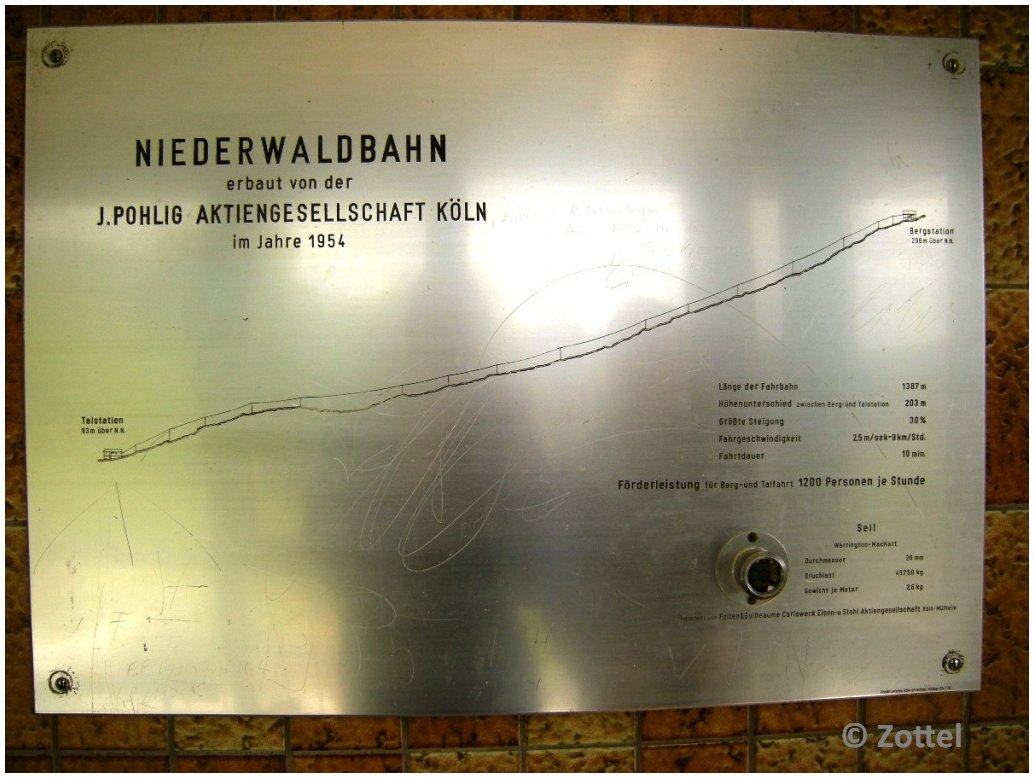 NIEDERWALDBAHN
erbaut von der
J.POHLIG AKTIENGESELLSCHAFT KÖLN
im Jahre 1954
Bergstation
296m über N.N.
Talstation
93m über N.N.
Länge der Fahrbahn 1387 m
Höhenunterschied zwischen Berg-und Talstation 203 m
Größte Steigung 30%
Fahrgeschwindigkeit 2,5m/sek=9km/Std.
Fahrtdauer 10 min.
Förderleistung für Berg-und Talfahrt 1200 Personen je Stunde
Seil
Warrington-Machart
Durchmesser 26 mm
Bruchlast 49750 kg
Gewicht je Meter 2,6 kg
Felten&Guilleaume Carlswerk Eisen-u Stahl Aktiengesellschaft Köln-Mülheim
© Zottel